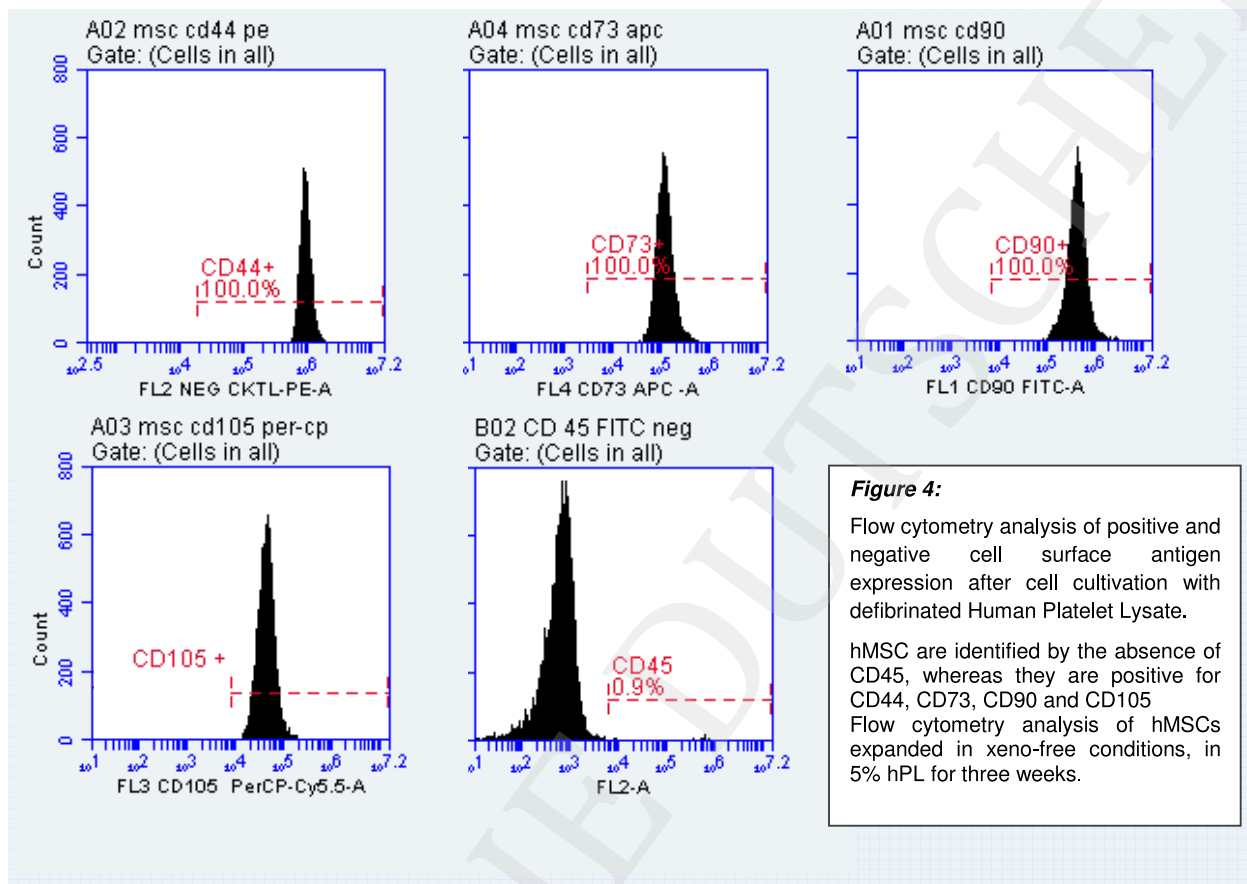 A02 msc cd44 pe
Gate: (Cells in all)
800
600
400
200
0
Count
CD44+
100.0%
10^2.5 10^4 10^5 10^6 10^7.2
FL2 NEG CKTL-PE-A
A04 msc cd73 apc
Gate: (Cells in all)
CD73+
100.0%
10^1 10^2 10^3 10^4 10^5 10^6 10^7.2
FL4 CD73 APC -A
A01 msc cd90
Gate: (Cells in all)
CD90+
100.0%
10^1 10^2 10^3 10^4 10^5 10^6 10^7.2
FL1 CD90 FITC-A
A03 msc cd105 per-cp
Gate: (Cells in all)
800
600
400
200
0
Count
CD105 +
10^1 10^2 10^3 10^4 10^5 10^6 10^7.2
FL3 CD105 PerCP-Cy5.5-A
B02 CD 45 FITC neg
Gate: (Cells in all)
CD45
0.9%
10^1 10^2 10^3 10^4 10^5 10^6 10^7.2
FL2-A
Figure 4:
Flow cytometry analysis of positive and
negative cell surface antigen
expression after cell cultivation with
defibrinated Human Platelet Lysate.
hMSC are identified by the absence of
CD45, whereas they are positive for
CD44, CD73, CD90 and CD105
Flow cytometry analysis of hMSCs
expanded in xeno-free conditions, in
5% hPL for three weeks.
IE DUTSCHE